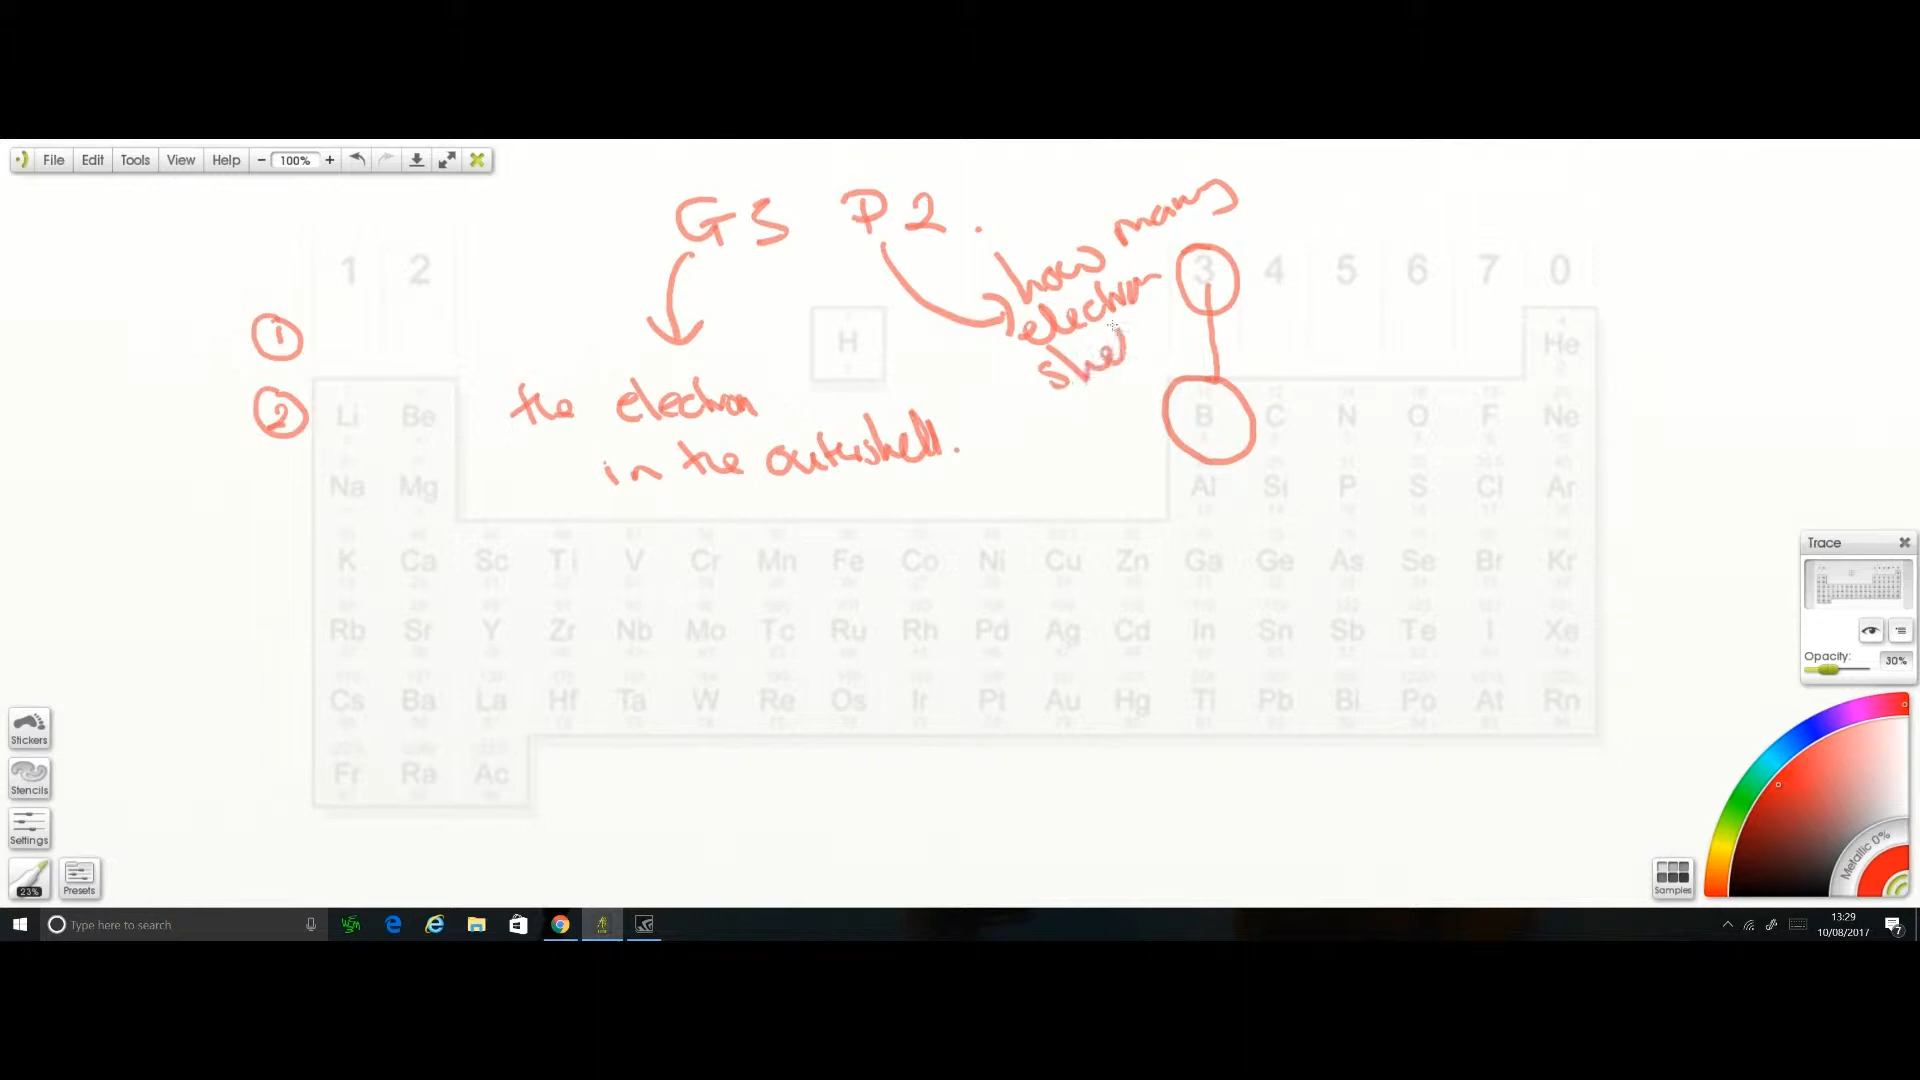 File Edit Tools View Help − 100% +
G3 P2.
how many
electron
she
1 2 3 4 5 6 7 0
1
H He
2
Li Be B C N O F Ne
the electron
in the outershell.
Na Mg Al Si P S Cl Ar
K Ca Sc Ti V Cr Mn Fe Co Ni Cu Zn Ga Ge As Se Br Kr
Rb Sr Y Zr Nb Mo Tc Ru Rh Pd Ag Cd In Sn Sb Te I Xe
Cs Ba La Hf Ta W Re Os Ir Pt Au Hg Tl Pb Bi Po At Rn
Fr Ra Ac
Trace
Opacity:
30%
Stickers
Stencils
Settings
23%
Presets
Metallic 0%
Samples
Type here to search
13:29
10/08/2017
7